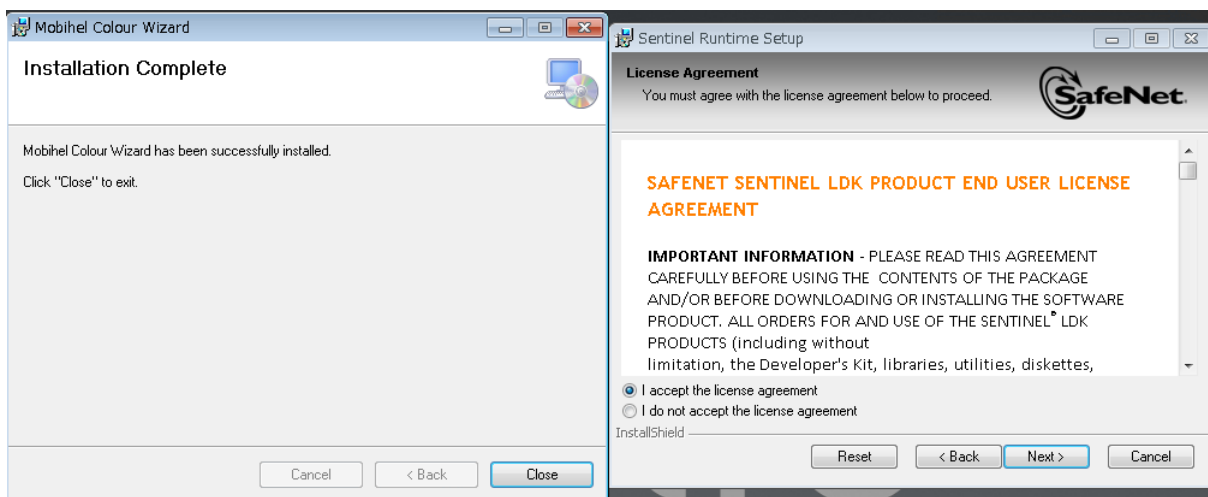 Mobihel Colour Wizard
Installation Complete
Mobihel Colour Wizard has been successfully installed.
Click "Close" to exit.
Cancel
< Back
Close
Sentinel Runtime Setup
License Agreement
You must agree with the license agreement below to proceed.
SafeNet.
SAFENET SENTINEL LDK PRODUCT END USER LICENSE
AGREEMENT
IMPORTANT INFORMATION - PLEASE READ THIS AGREEMENT
CAREFULLY BEFORE USING THE CONTENTS OF THE PACKAGE
AND/OR BEFORE DOWNLOADING OR INSTALLING THE SOFTWARE
PRODUCT. ALL ORDERS FOR AND USE OF THE SENTINEL® LDK
PRODUCTS (including without
limitation, the Developer's Kit, libraries, utilities, diskettes,
I accept the license agreement
I do not accept the license agreement
InstallShield
Reset
< Back
Next >
Cancel